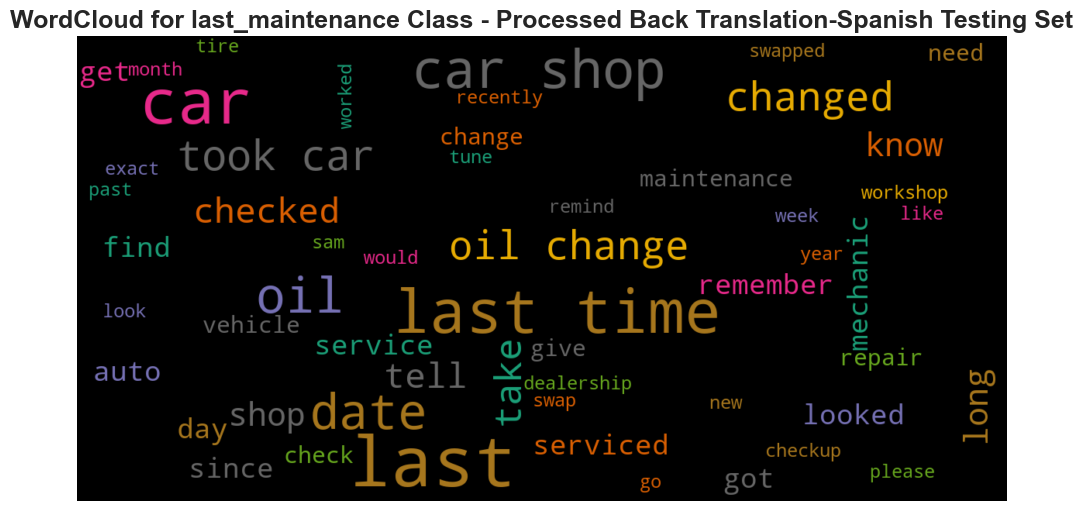 WordCloud for last_maintenance Class - Processed Back Translation-Spanish Testing Set
tire
swapped
need
get
month
car
worked
car shop
recently
changed
change
know
took car
tune
exact
past
maintenance
workshop
checked
remind
week
like
find
sam
would
oil change
mechanic
year
remember
oil
look
last time
vehicle
service
take
give
repair
auto
tell
dealership
long
swap
new
date
shop
looked
day
last
serviced
check
checkup
since
go
got
please